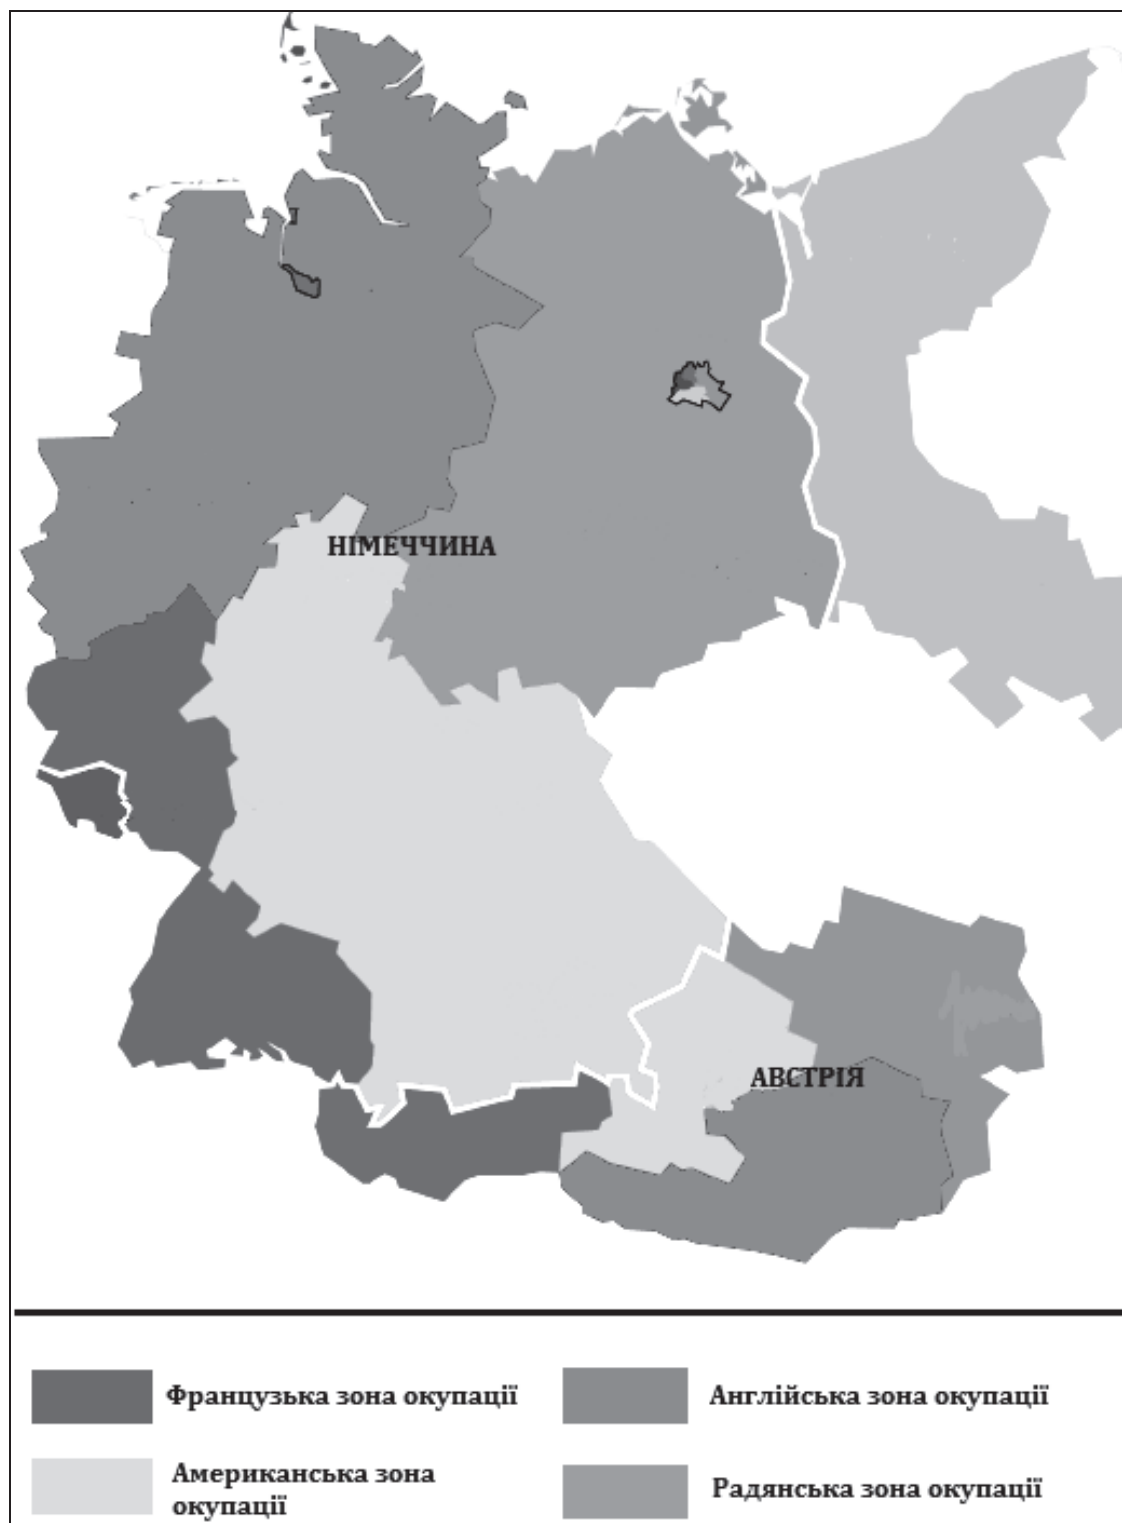 НІМЕЧЧИНА
АВСТРІЯ
Французька зона окупації
Англійська зона окупації
Американська зона
окупації
Радянська зона окупації